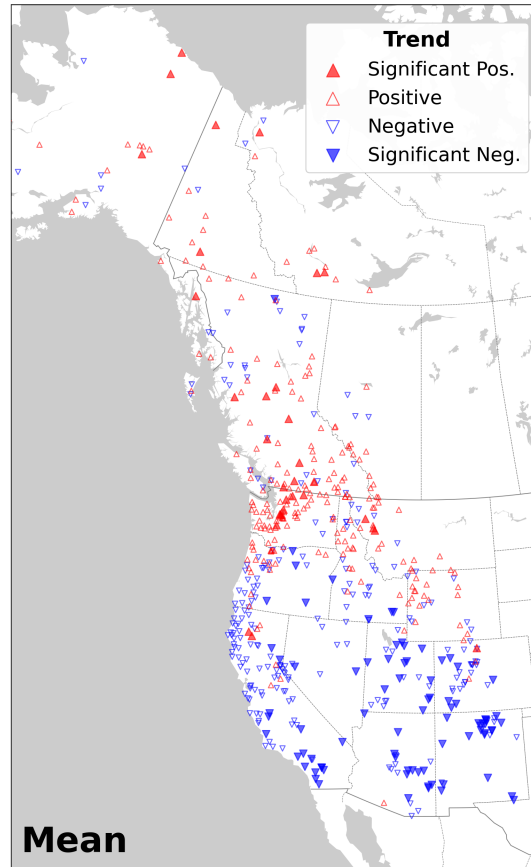 Trend
Significant Pos.
Positive
Negative
Significant Neg.
Mean